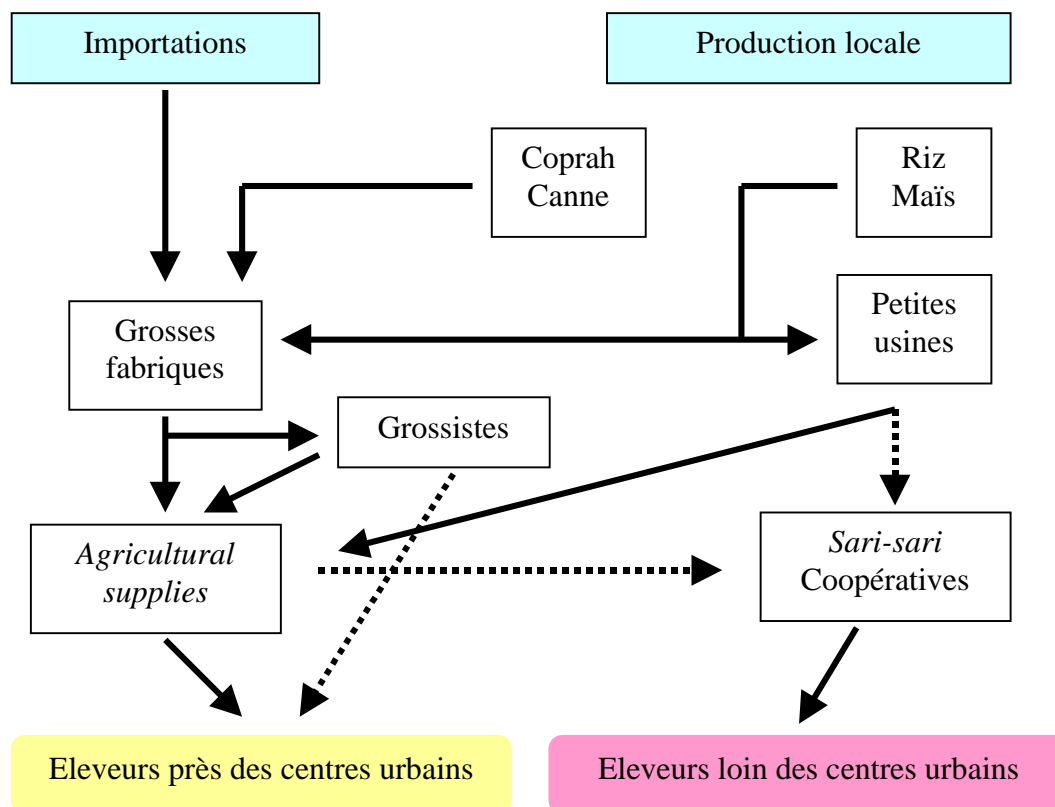 Importations
Production locale
Coprah
Canne
Riz
Maïs
Grosses
fabriques
Petites
usines
Grossistes
Agricultural
supplies
Sari-sari
Coopératives
Eleveurs près des centres urbains
Eleveurs loin des centres urbains